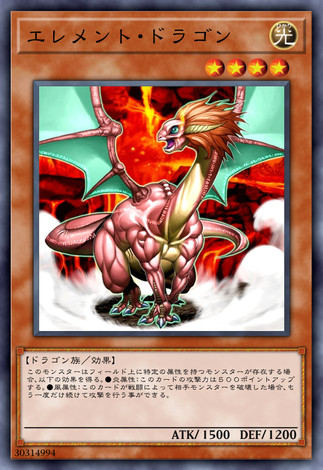 エレメント・ドラゴン
光
【ドラゴン族／効果】
このモンスターはフィールド上に特定の属性を持つモンスターが存在する場
合、以下の効果を得る。●炎属性：このカードの攻撃力は５００ポイントアップ
する。●風属性：このカードが戦闘によって相手モンスターを破壊した場合、も
う一度だけ続けて攻撃を行う事ができる。
ATK/ 1500 DEF/1200
30314994